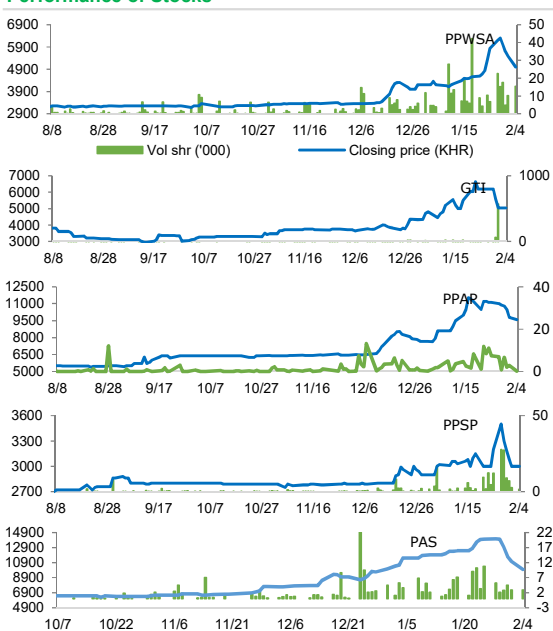 Performance of Stocks
6900 50
PPWSA
5900 40
30
4900
20
3900
10
2900 0
8/8 8/28 9/17 10/7 10/27 11/16 12/6 12/26 1/15 2/4
Vol shr ('000) Closing price (KHR)
7000 1000
GTI
6000
5000
4000
3000 0
8/8 8/28 9/17 10/7 10/27 11/16 12/6 12/26 1/15 2/4
12500 40
PPAP
11000
9500 20
8000
6500
5000 0
8/8 8/28 9/17 10/7 10/27 11/16 12/6 12/26 1/15 2/4
3600 50
PPSP
3300
3000
2700 0
8/8 8/28 9/17 10/7 10/27 11/16 12/6 12/26 1/15 2/4
14900 22
PAS
12900 17
10900 12
8900 7
6900 2
4900 -3
10/7 10/22 11/6 11/21 12/6 12/21 1/5 1/20 2/4